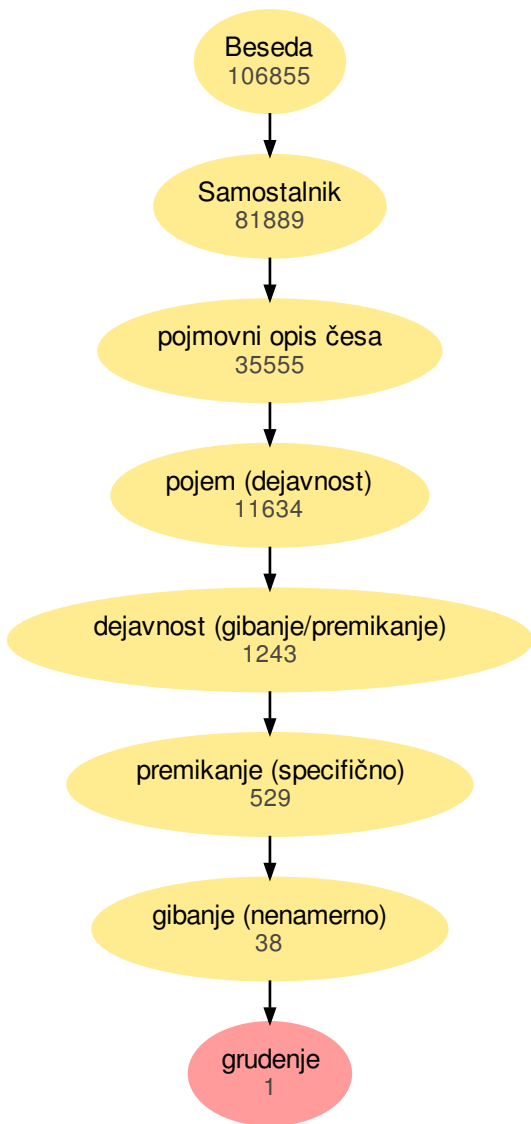 Beseda
106855
Samostalnik
81889
pojmovni opis česa
35555
pojem (dejavnost)
11634
dejavnost (gibanje/premikanje)
1243
premikanje (specifično)
529
gibanje (nenamerno)
38
grudenje
1